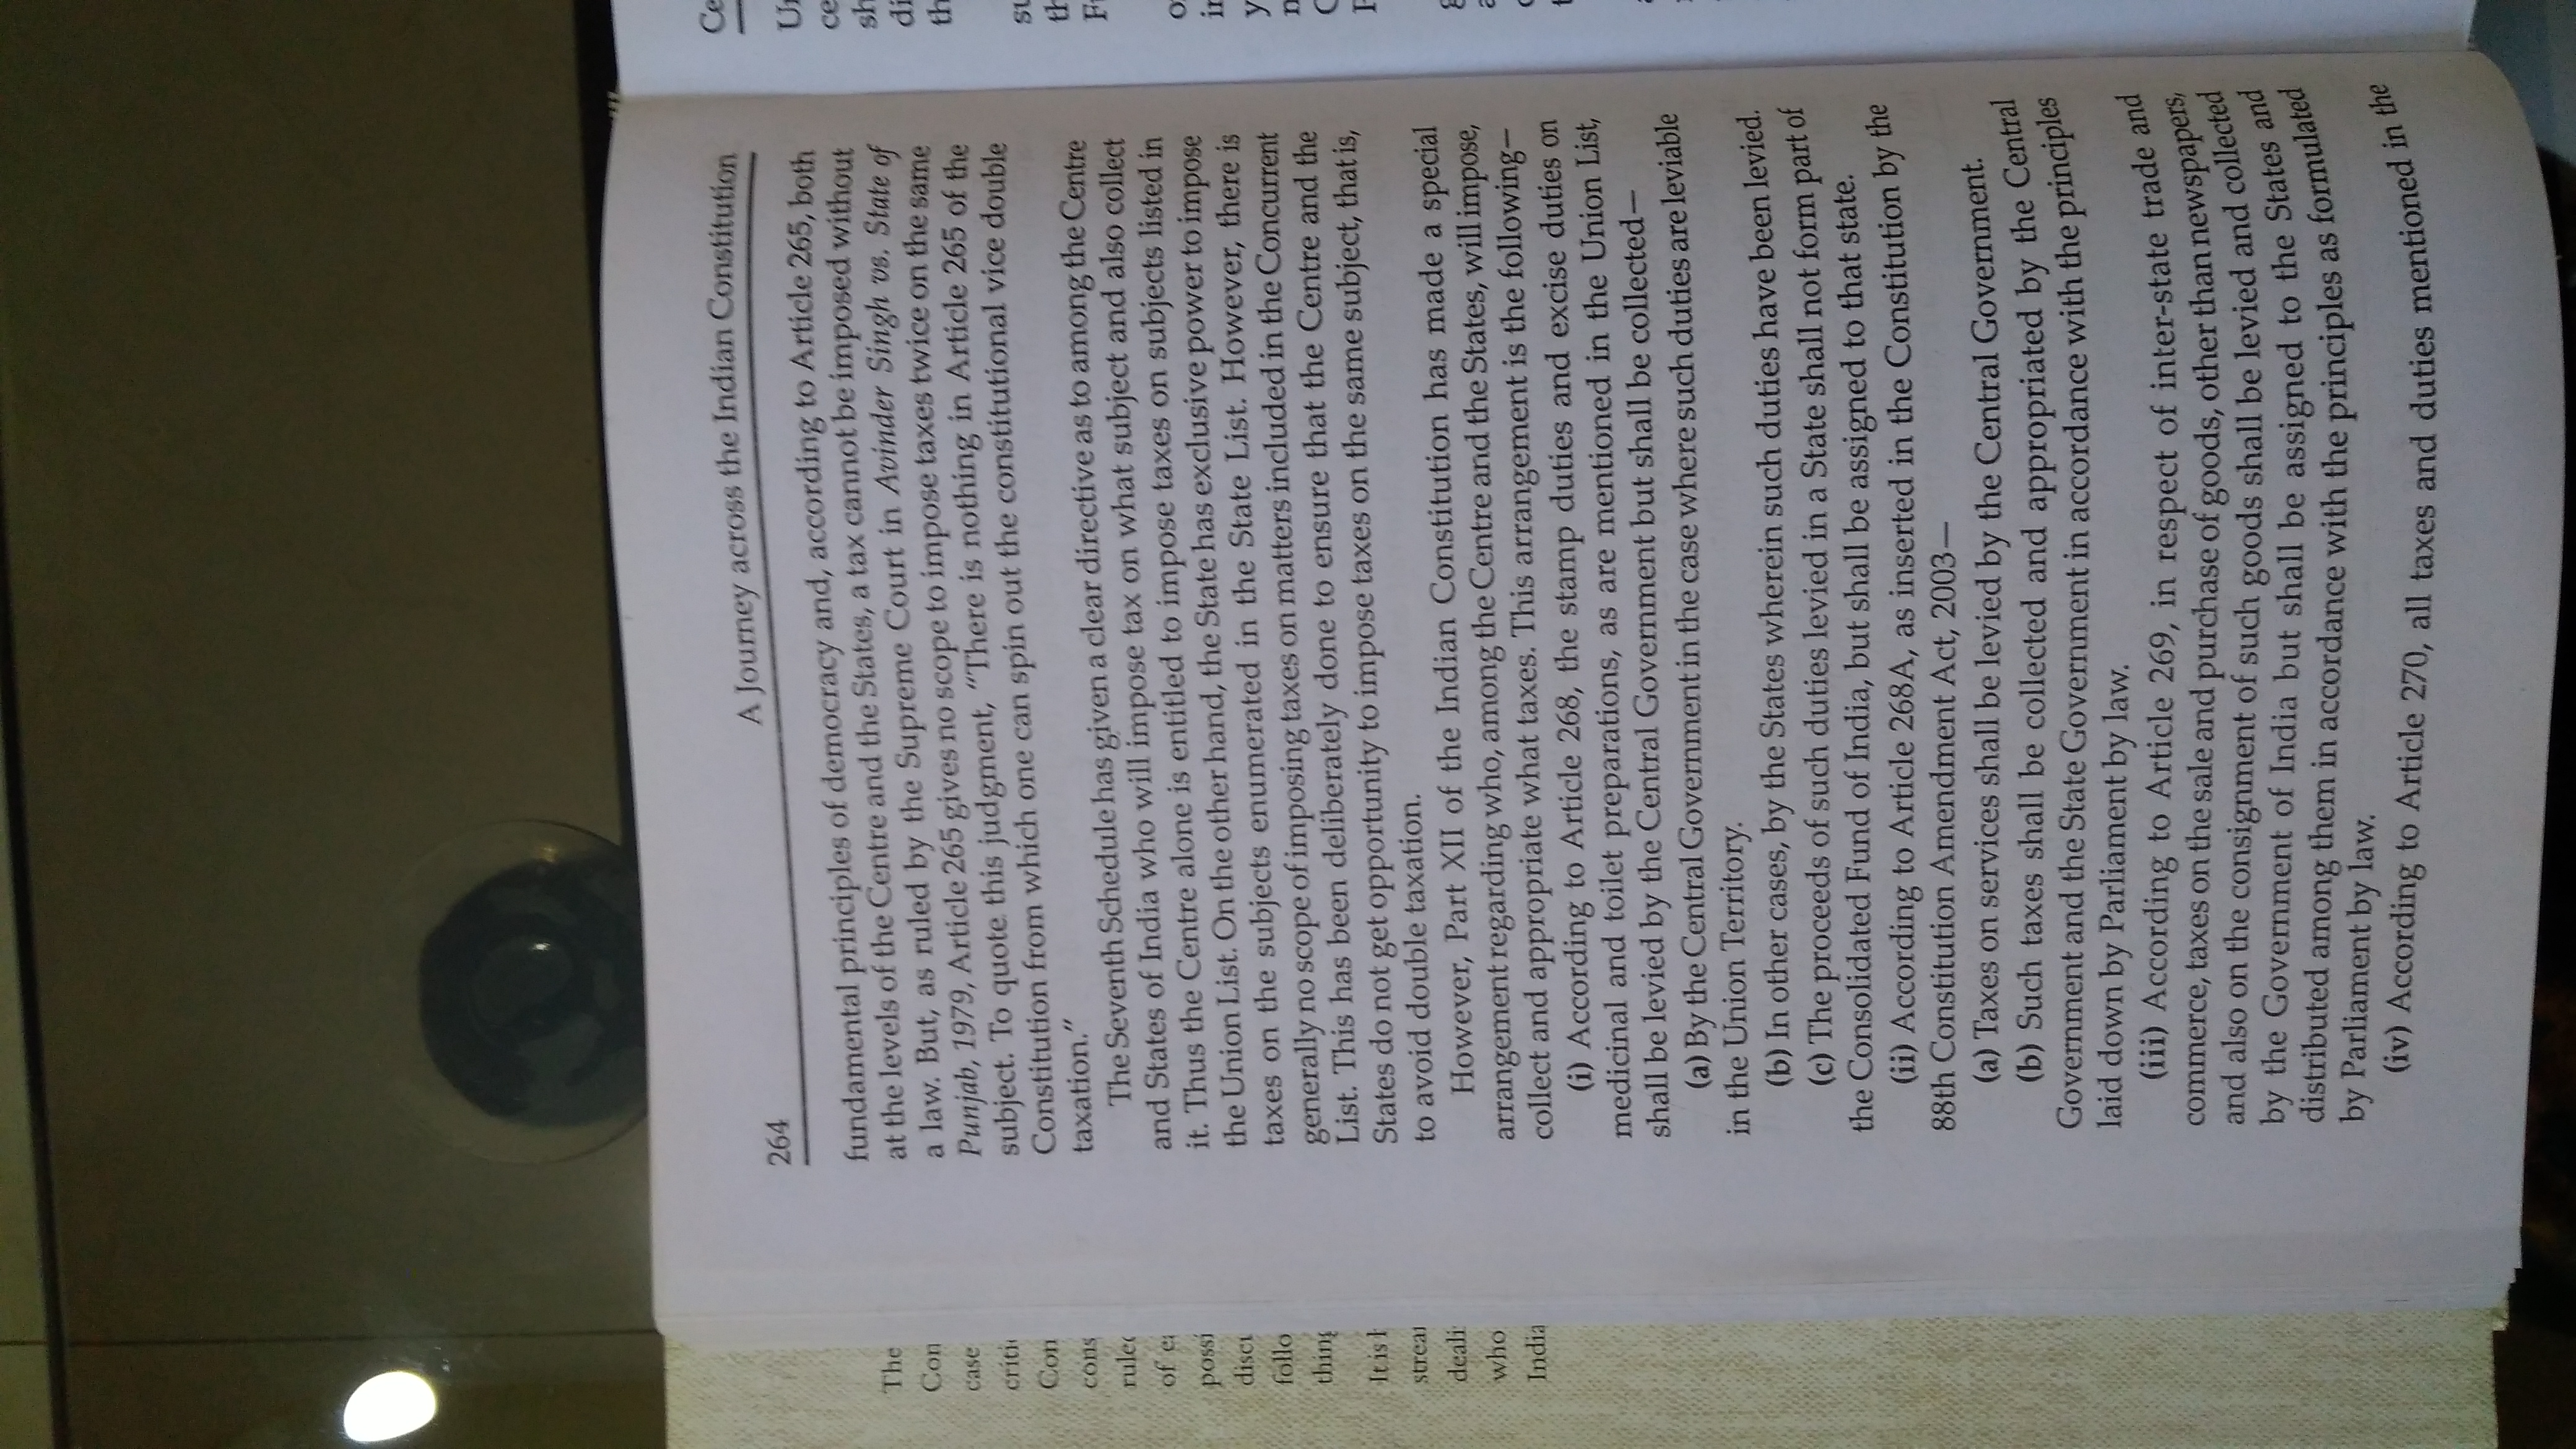 264
A Journey across the Indian Constitution
fundamental principles of democracy and, according to Article 265, both
at the levels of the Centre and the States, a tax cannot be imposed without
a law. But, as ruled by the Supreme Court in Avinder Singh vs. State of
Punjab, 1979, Article 265 gives no scope to impose taxes twice on the same
subject. To quote this judgment, “There is nothing in Article 265 of the
Constitution from which one can spin out the constitutional vice double
taxation.”
The Seventh Schedule has given a clear directive as to among the Centre
and States of India who will impose tax on what subject and also collect
it. Thus the Centre alone is entitled to impose taxes on subjects listed in
the Union List. On the other hand, the State has exclusive power to impose
taxes on the subjects enumerated in the State List. However, there is
generally no scope of imposing taxes on matters included in the Concurrent
List. This has been deliberately done to ensure that the Centre and the
States do not get opportunity to impose taxes on the same subject, that is,
to avoid double taxation.
However, Part XII of the Indian Constitution has made a special
arrangement regarding who, among the Centre and the States, will impose,
collect and appropriate what taxes. This arrangement is the following—
(i) According to Article 268, the stamp duties and excise duties on
medicinal and toilet preparations, as are mentioned in the Union List,
shall be levied by the Central Government but shall be collected—
(a) By the Central Government in the case where such duties are leviable
in the Union Territory.
(b) In other cases, by the States wherein such duties have been levied.
(c) The proceeds of such duties levied in a State shall not form part of
the Consolidated Fund of India, but shall be assigned to that state.
(ii) According to Article 268A, as inserted in the Constitution by the
88th Constitution Amendment Act, 2003—
(a) Taxes on services shall be levied by the Central Government.
(b) Such taxes shall be collected and appropriated by the Central
Government and the State Government in accordance with the principles
laid down by Parliament by law.
(iii) According to Article 269, in respect of inter-state trade and
commerce, taxes on the sale and purchase of goods, other than newspapers,
and also on the consignment of such goods shall be levied and collected
by the Government of India but shall be assigned to the States and
distributed among them in accordance with the principles as formulated
by Parliament by law.
(iv) According to Article 270, all taxes and duties mentioned in the
The
Con
case
criti
Con
cons
of
possi
discu
follo
thing
It is
strear
deali
who
India